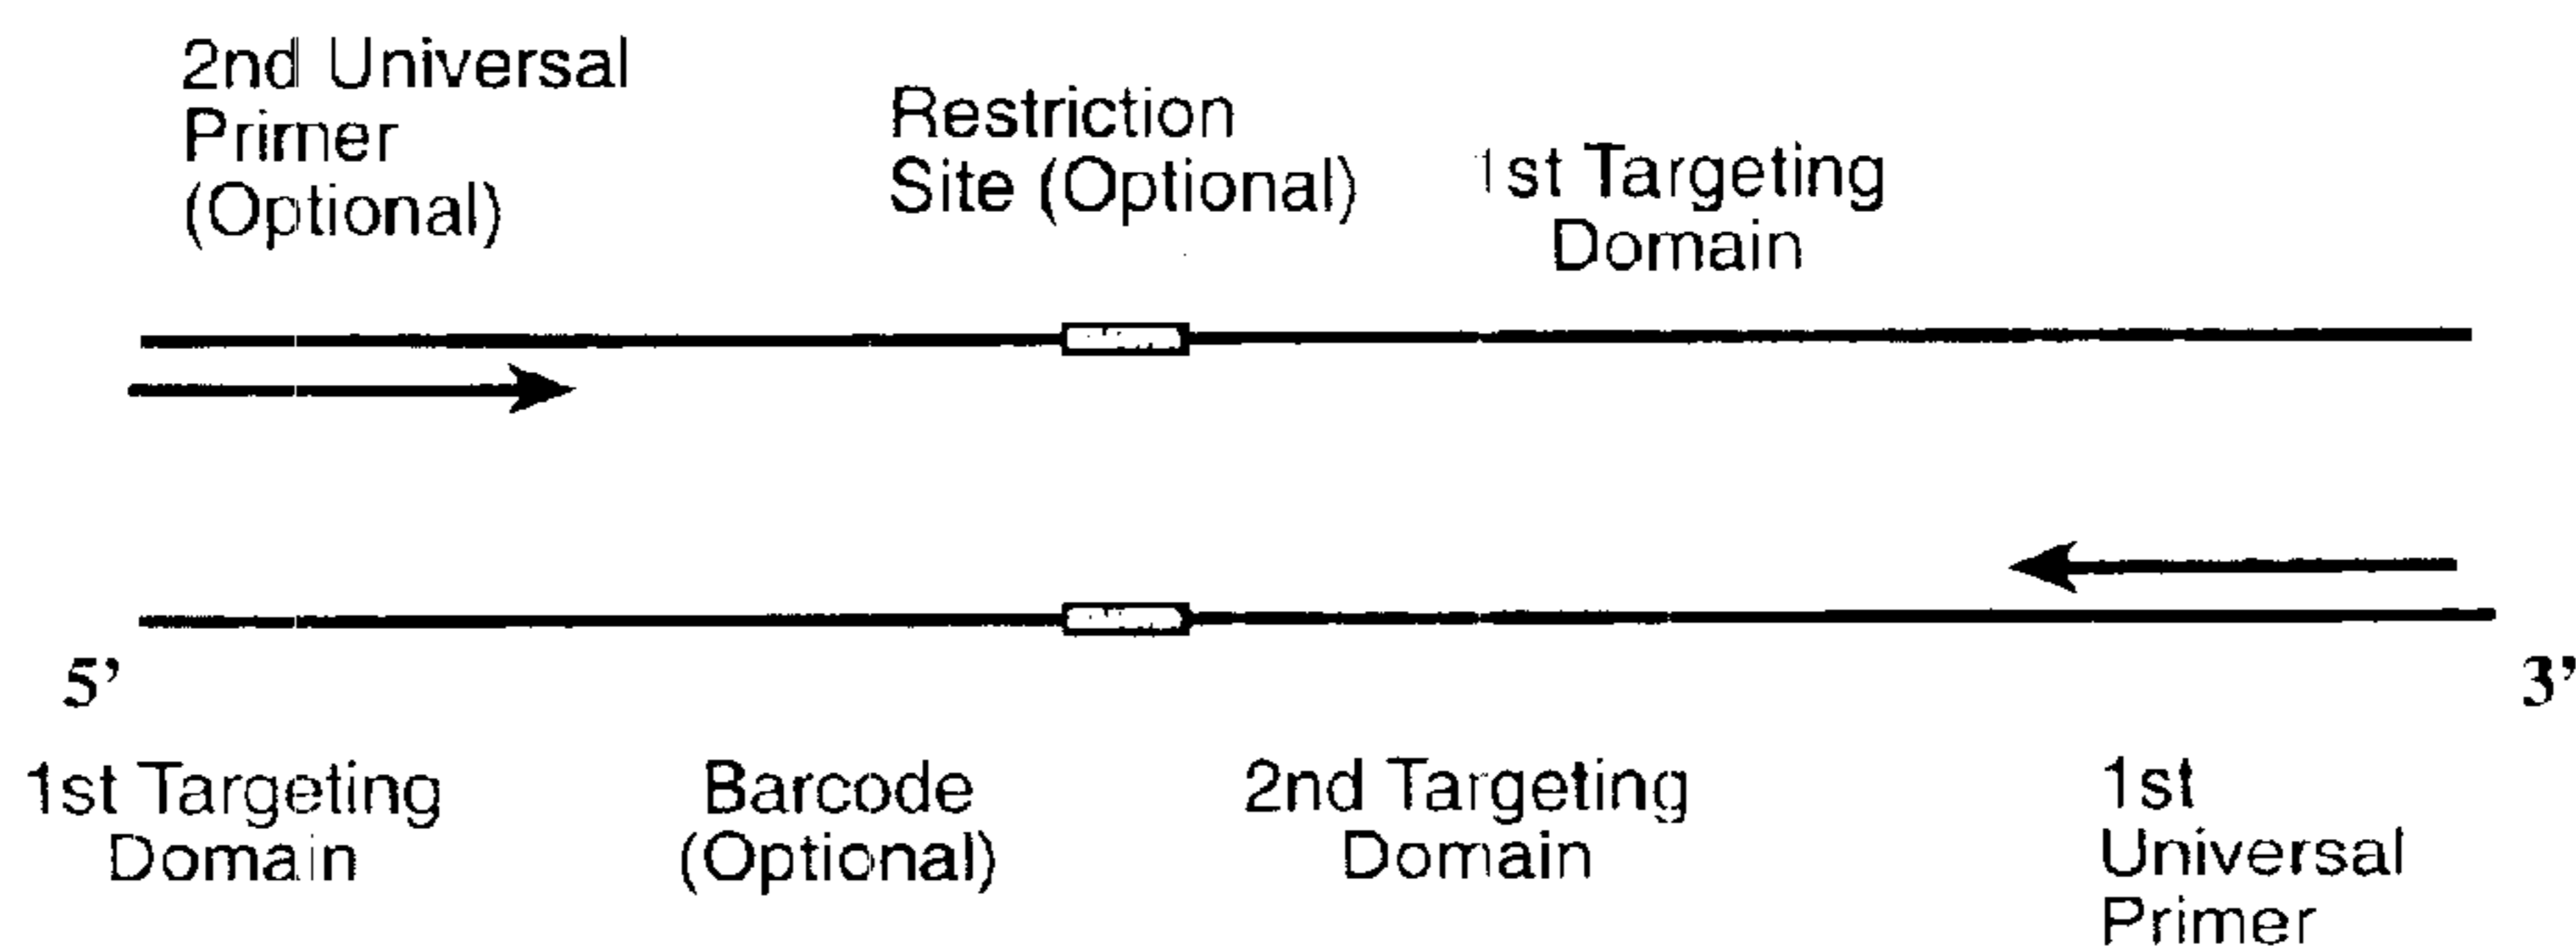 2nd Universal
Primer
(Optional)
Restriction
Site (Optional)
1st Targeting
Domain
5’
3’
1st Targeting
Domain
Barcode
(Optional)
2nd Targeting
Domain
1st
Universal
Primer